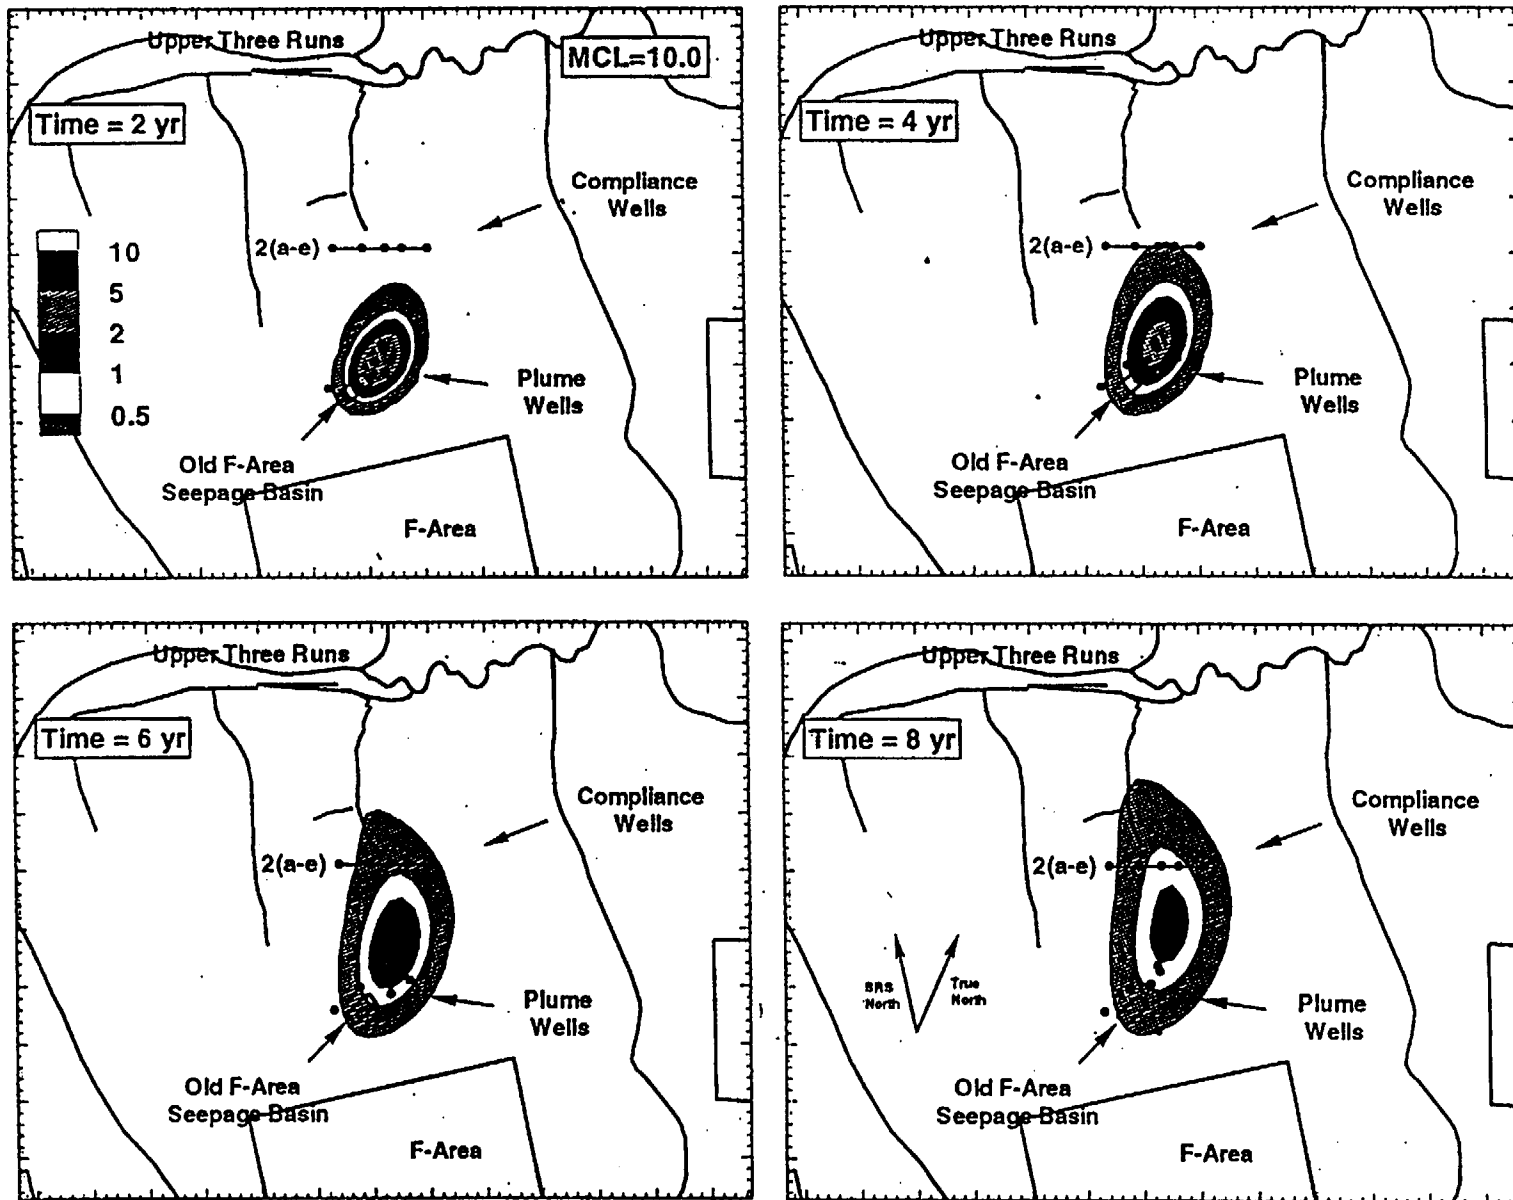 Upper Three Runs
MCL=10.0
Time = 2 yr
Compliance
Wells
2(a-e)
10
5
2
1
0.5
Plume
Wells
Old F-Area
Seepage Basin
F-Area
Upper Three Runs
Time = 4 yr
Compliance
Wells
2(a-e)
Plume
Wells
Old F-Area
Seepage Basin
F-Area
Upper Three Runs
Time = 6 yr
Compliance
Wells
2(a-e)
Plume
Wells
Old F-Area
Seepage Basin
F-Area
Upper Three Runs
Time = 8 yr
Compliance
Wells
2(a-e)
SRS
North
True
North
Plume
Wells
Old F-Area
Seepage Basin
F-Area